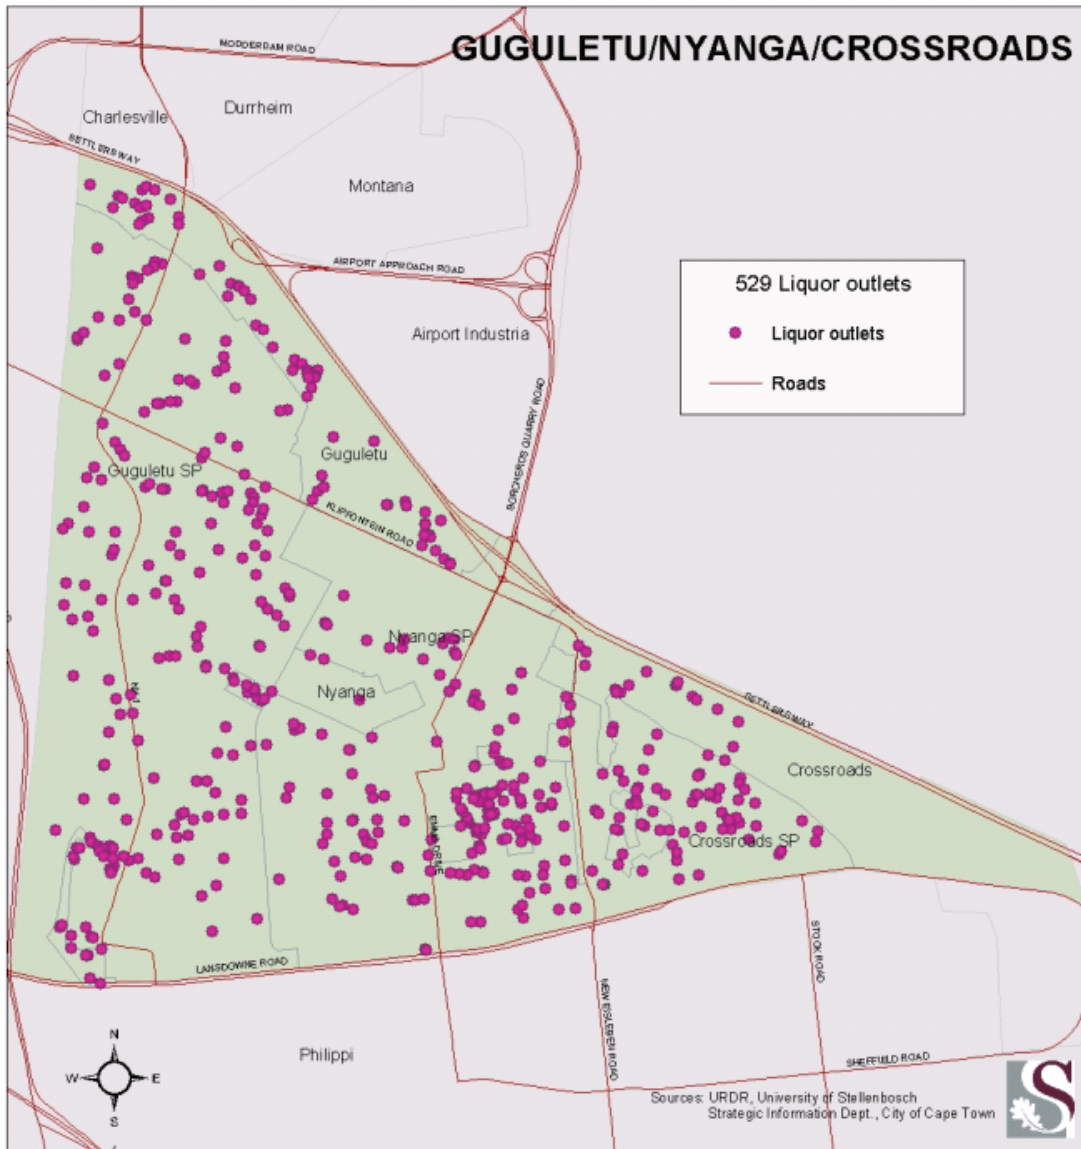 GUGULETU/NYANGA/CROSSROADS
MODDERDAM ROAD
Durrheim
Charlesville
SETTLERS WAY
Montana
AIRPORT APPROACH ROAD
Airport Industria
529 Liquor outlets
Liquor outlets
Roads
BORCHERDS QUARRY ROAD
Guguletu
Guguletu SP
KLIPFONTEIN ROAD
Nyanga SP
Nyanga
SETTLERS WAY
Crossroads
Crossroads SP
LANSDOWNE ROAD
STOCK ROAD
NEW EISLEBEN ROAD
Philippi
SHEFFIELD ROAD
N
W E
S
Sources: URDR, University of Stellenbosch
Strategic Information Dept., City of Cape Town